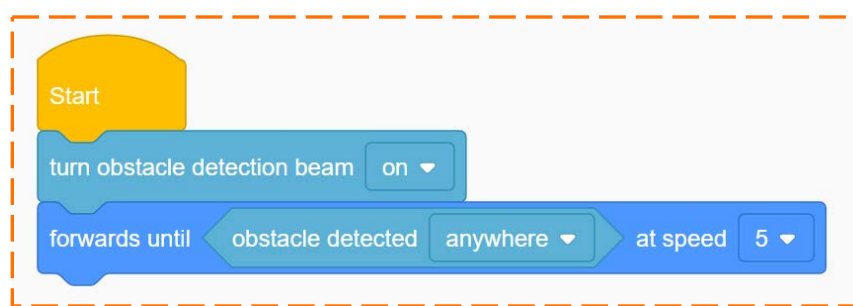 Start
turn obstacle detection beam on
forwards until obstacle detected anywhere at speed 5